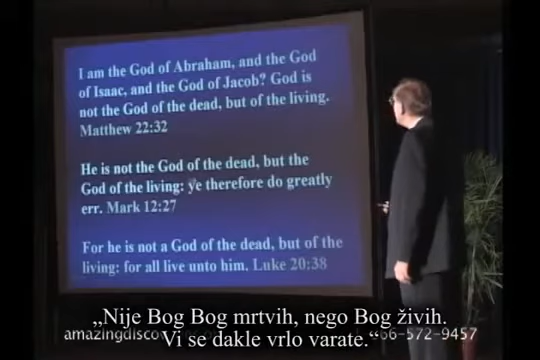 I am the God of Abraham, and the God
of Isaac, and the God of Jacob? God is
not the God of the dead, but of the living.
Matthew 22:32
He is not the God of the dead, but the
God of the living: ye therefore do greatly
err. Mark 12:27
For he is not a God of the dead, but of the
living: for all live unto him. Luke 20:38
„Nije Bog Bog mrtvih, nego Bog živih.
Vi se dakle vrlo varate.“
66-572-9457